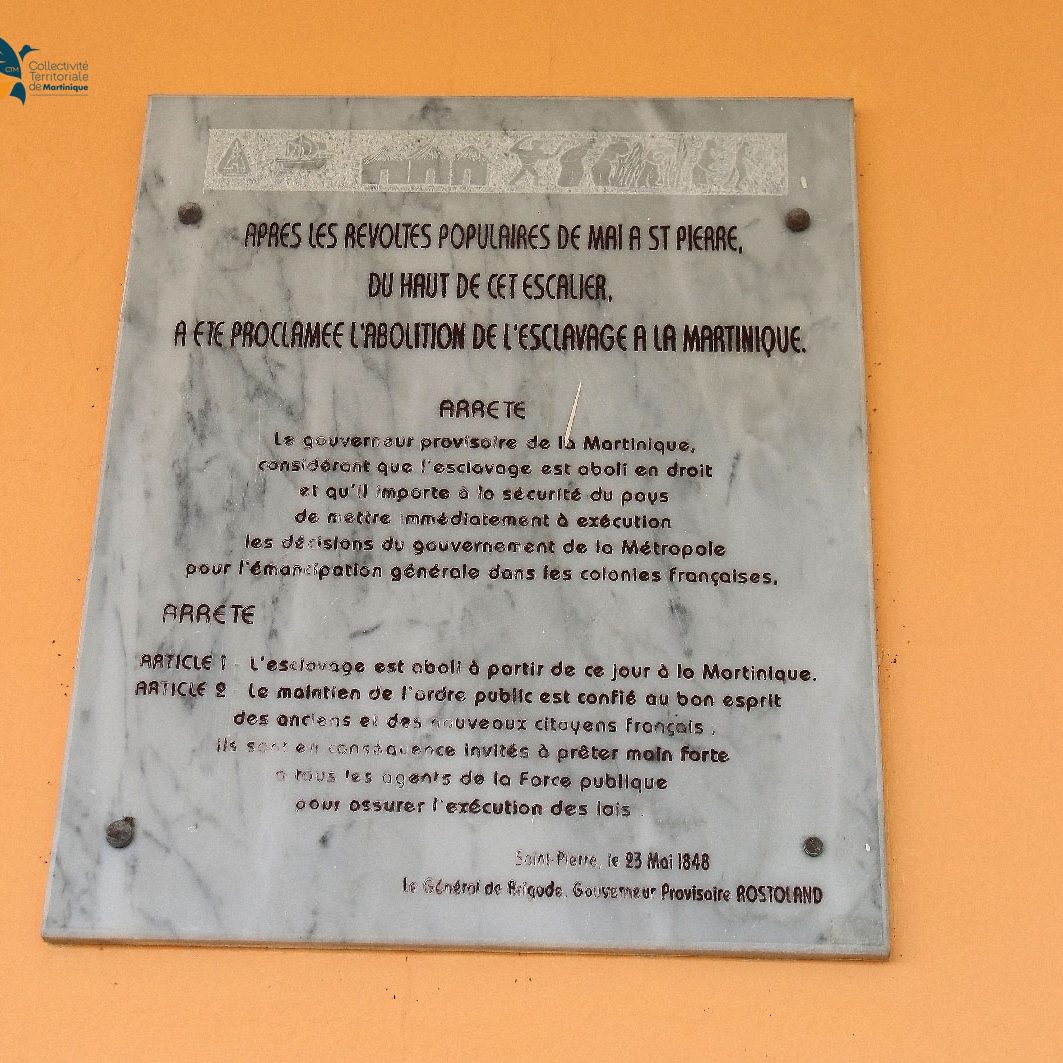 CTM
Collectivité
Territoriale
de Martinique
APRES LES REVOLTES POPULAIRES DE MAI A ST PIERRE,
DU HAUT DE CET ESCALIER,
A ETE PROCLAMEE L'ABOLITION DE L'ESCLAVAGE A LA MARTINIQUE.
ARRETE
Le gouverneur provisoire de la Martinique,
considérant que l'esclavage est aboli en droit
et qu'il importe à la sécurité du pays
de mettre immédiatement à exécution
les décisions du gouvernement de la Métropole
pour l'émancipation générale dans les colonies françaises,
ARRETE
ARTICLE 1 - L'esclavage est aboli à partir de ce jour à la Martinique.
ARTICLE 2 Le maintien de l'ordre public est confié au bon esprit
des anciens et des nouveaux citoyens français.
Ils sont en conséquence invités à prêter main forte
a tous les agents de la Force publique
pour assurer l'exécution des lois
Saint-Pierre, le 23 Mai 1848
le Général de Brigade, Gouverneur Provisoire ROSTOLAND